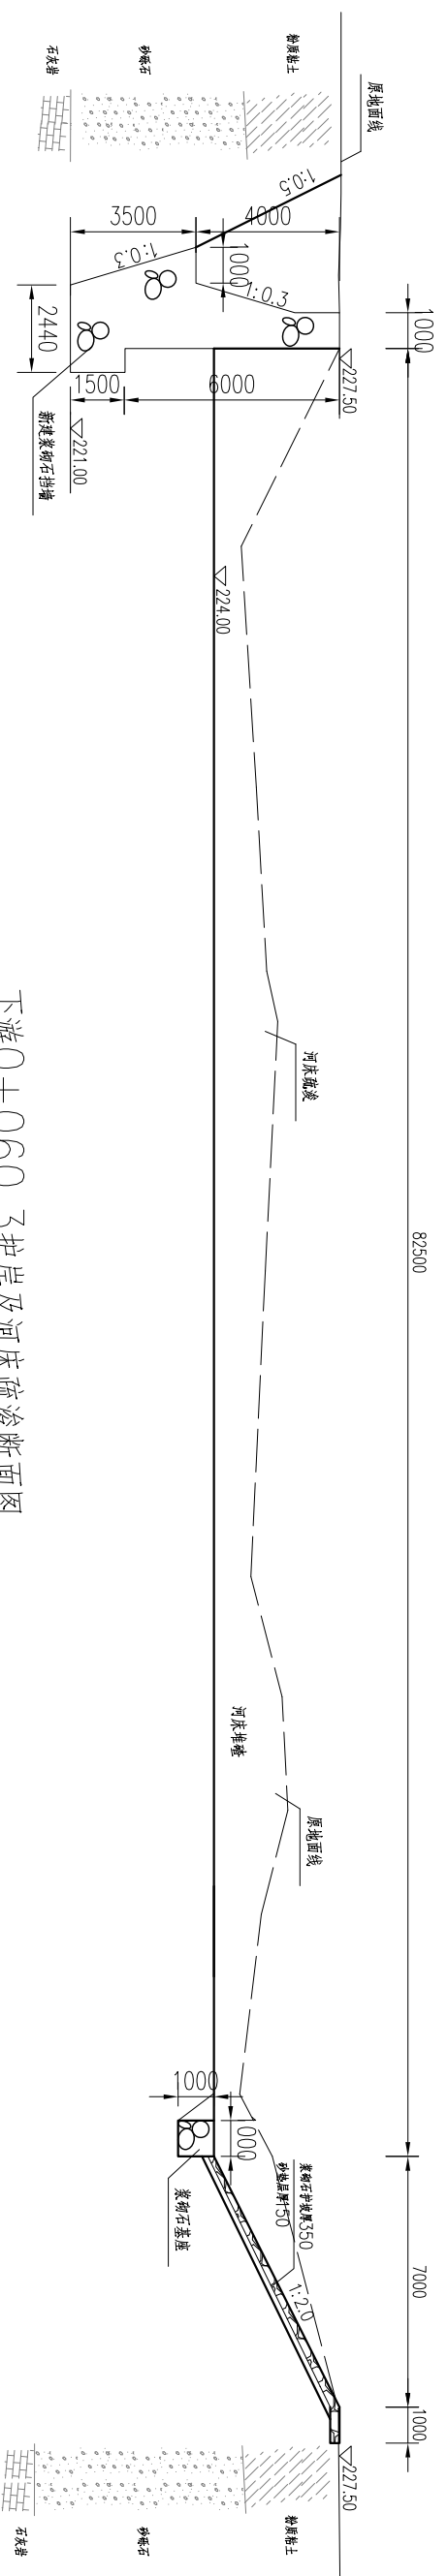 原地面线
粉质粘土
砂砾石
石灰岩
1:0.5
3500
4000
1:0.3
1000
1:0.3
2440
1000
1500
6000
227.50
221.00
新建浆砌石挡墙
224.00
河床疏浚
82500
河床堆碴
原地面线
1000
1000
浆砌石基座
浆砌石护坡厚350
砂垫层厚150
1:2.0
7000
1000
227.50
粉质粘土
砂砾石
石灰岩
下游0+060.3护岸及河床疏浚断面图